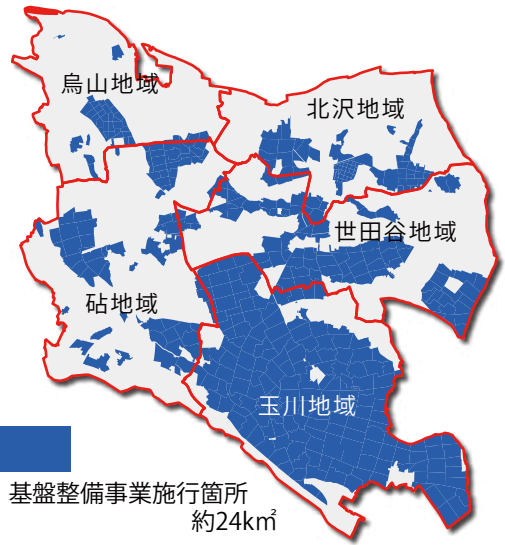 烏山地域
北沢地域
世田谷地域
砧地域
玉川地域
基盤整備事業施行箇所
約24k㎡